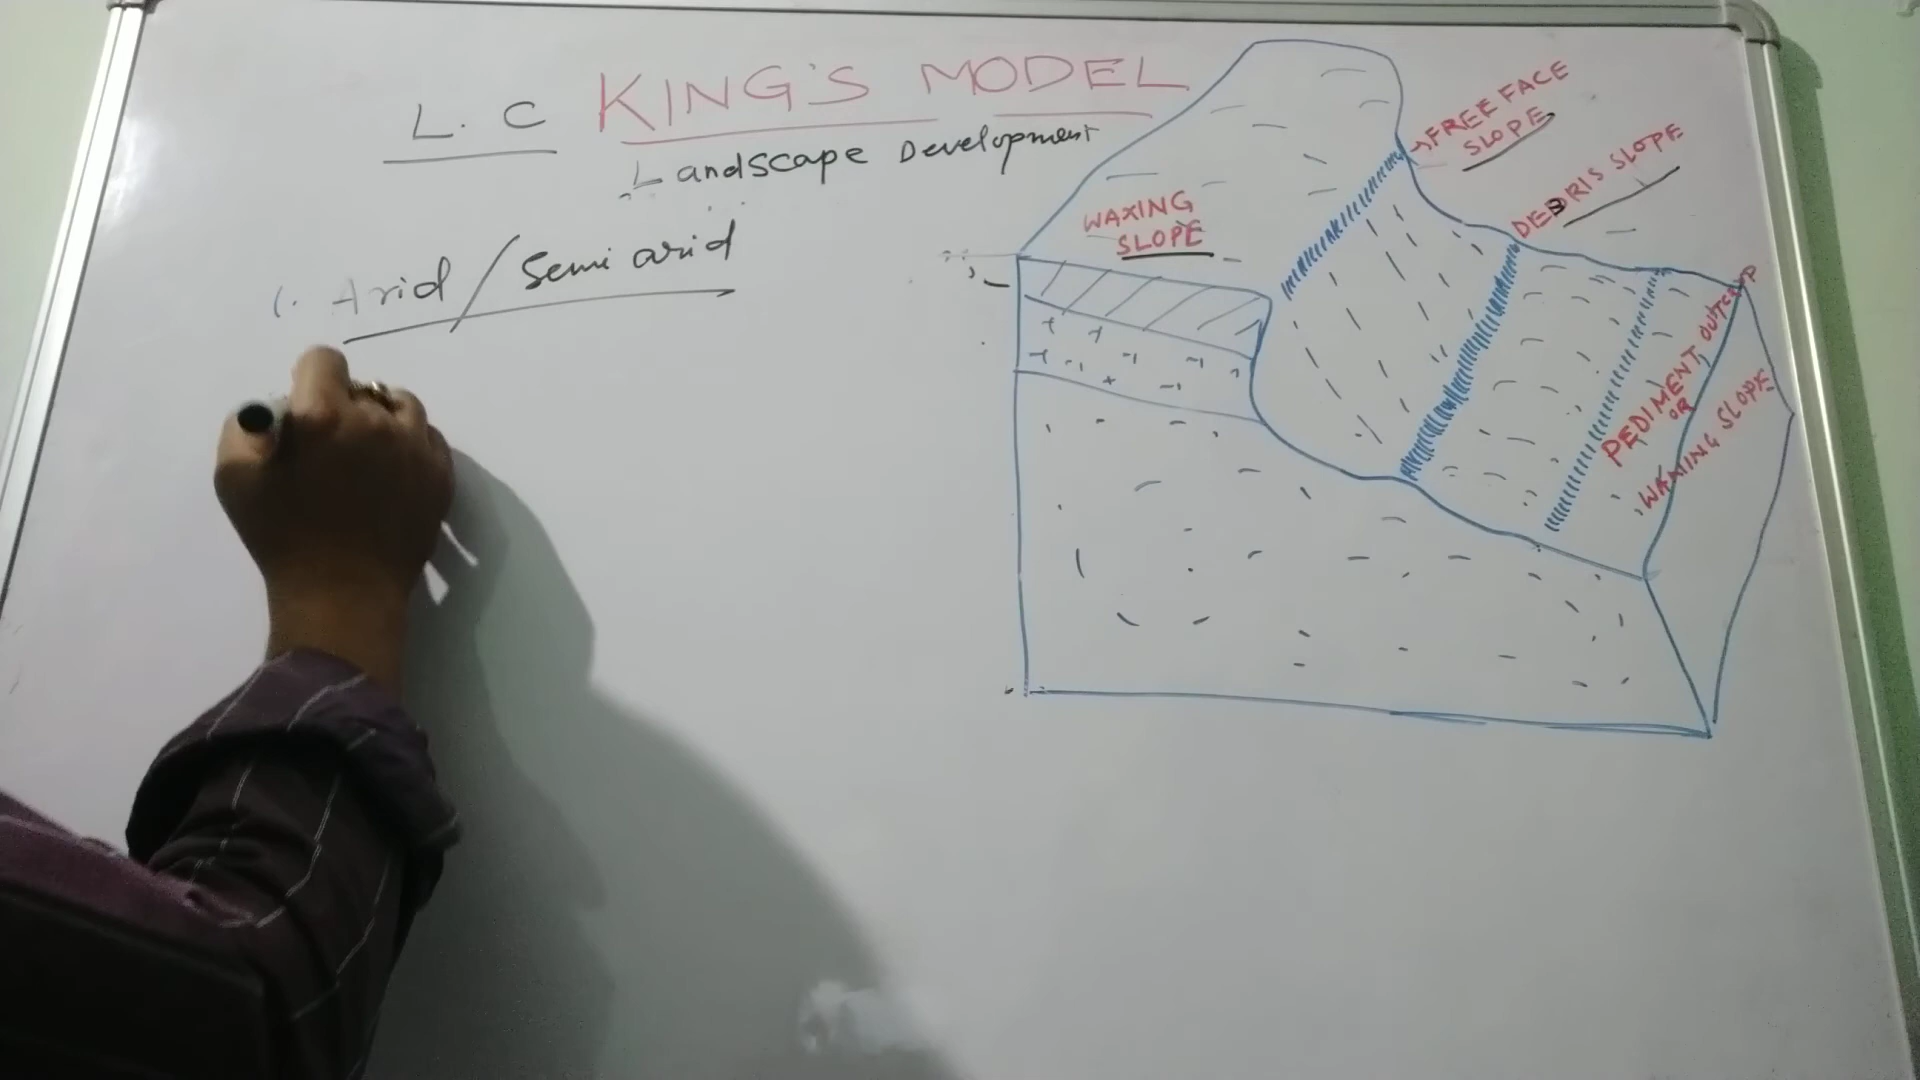 L. C KING'S MODEL
Landscape Development
1. Arid / Semi arid
WAXING
SLOPE
FREE FACE
SLOPE
DEBRIS SLOPE
PEDIMENT OUTCROP
OR
WANING SLOPE